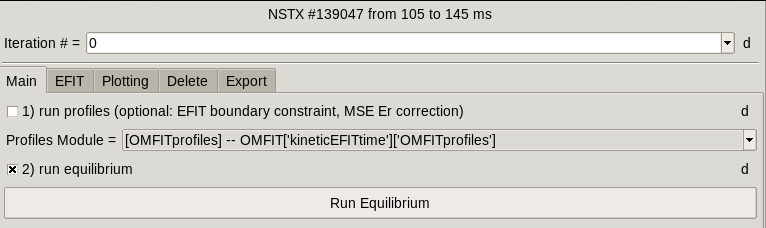 NSTX #139047 from 105 to 145 ms
Iteration # = 0 d
Main EFIT Plotting Delete Export
1) run profiles (optional: EFIT boundary constraint, MSE Er correction) d
Profiles Module = [OMFITprofiles] -- OMFIT['kineticEFITtime']['OMFITprofiles']
2) run equilibrium d
Run Equilibrium